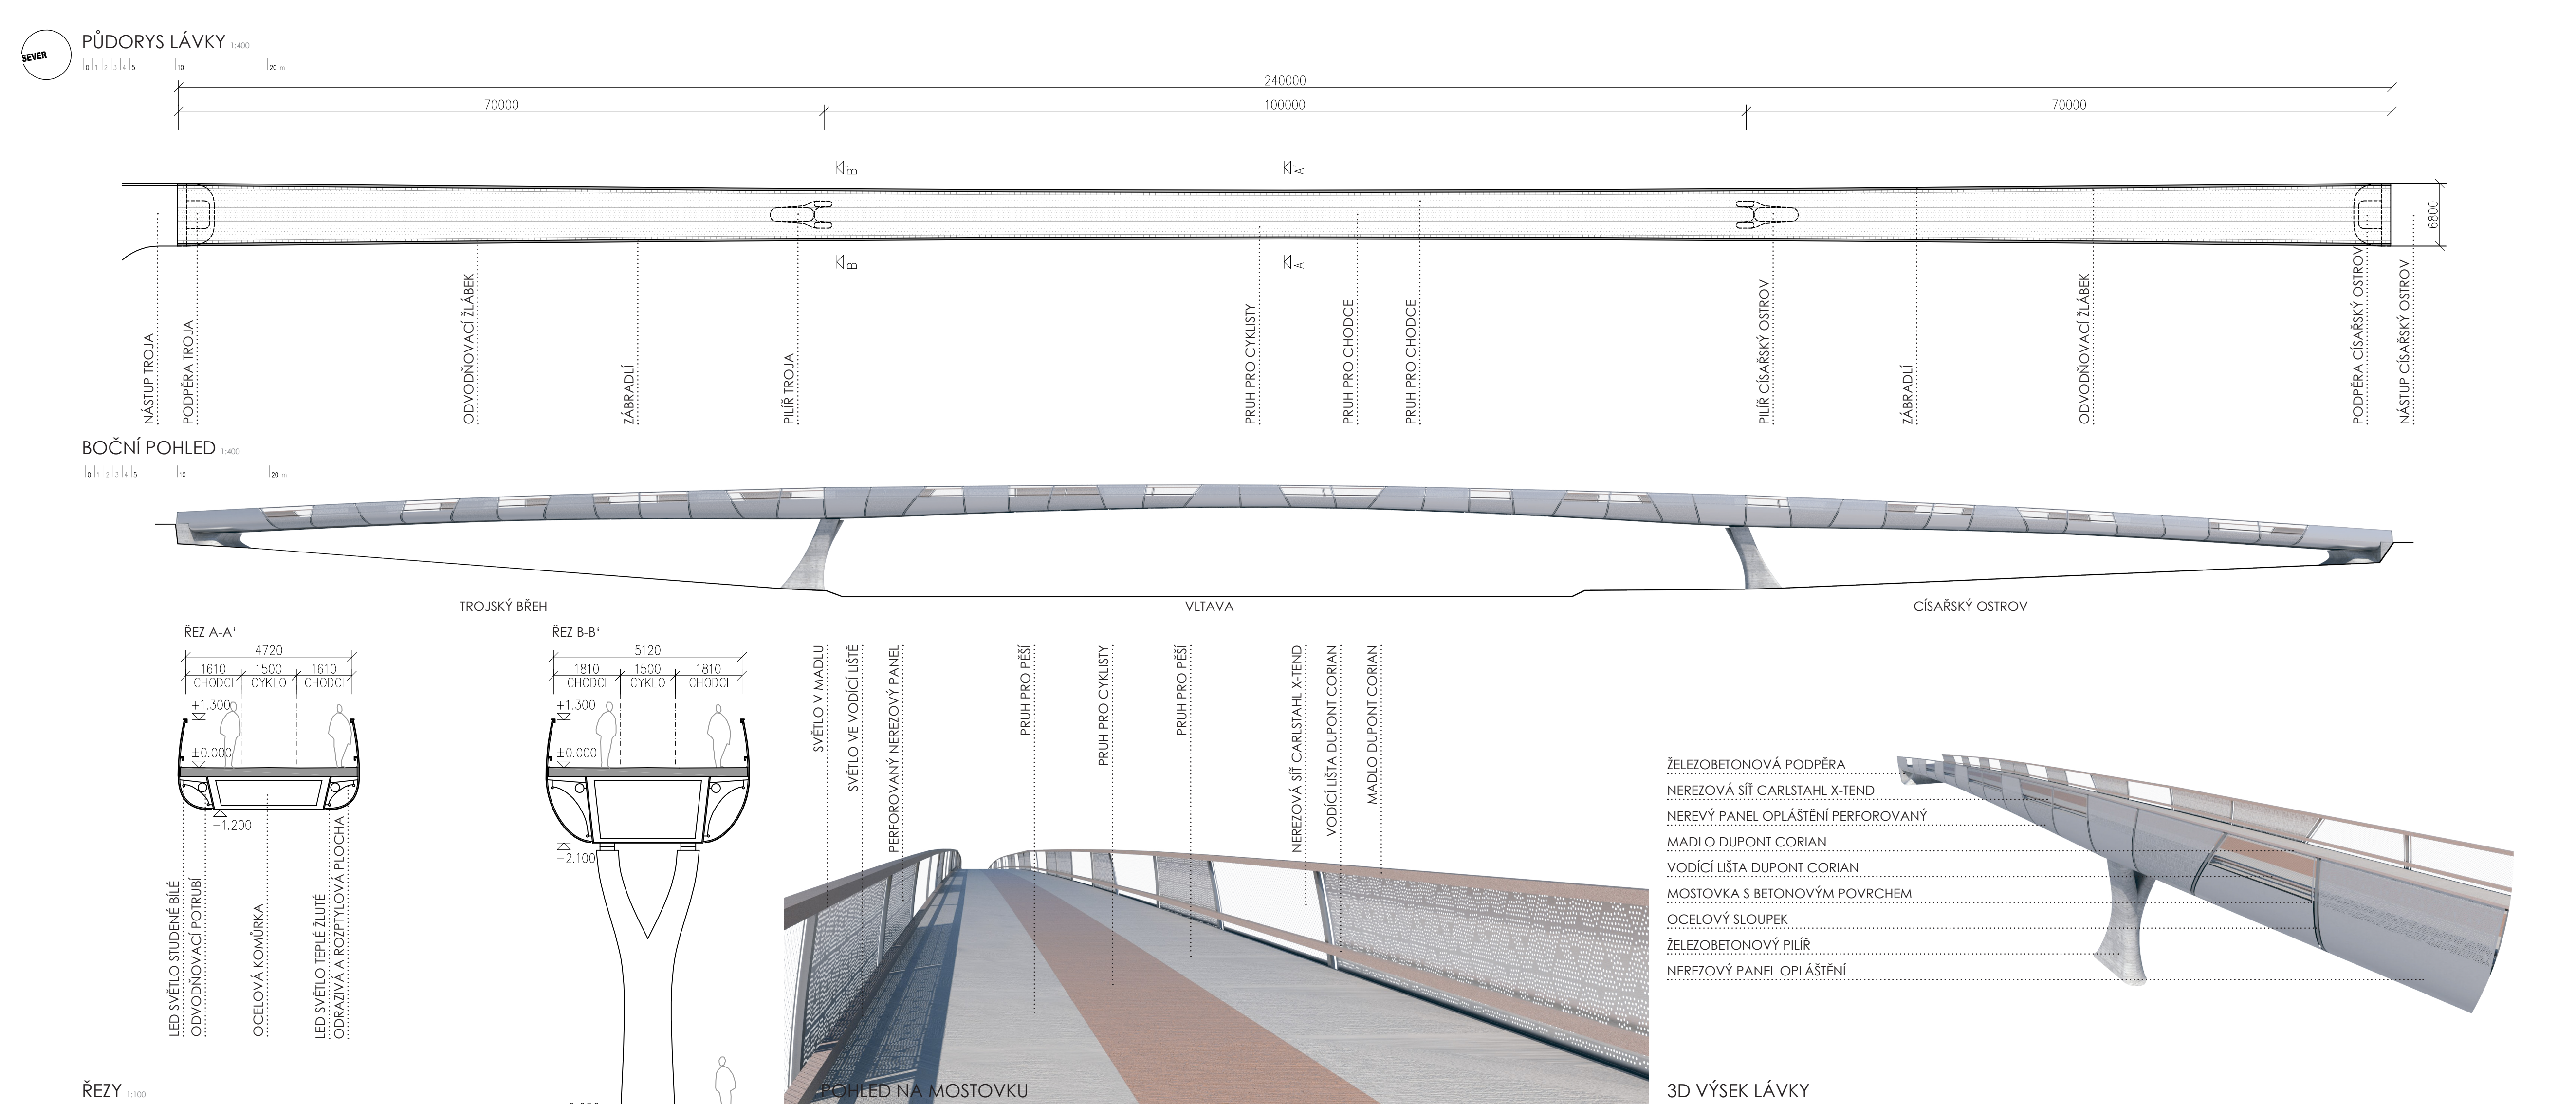 SEVER
PŮDORYS LÁVKY 1:400
0 1 2 3 4 5 10 20 m
240000
70000 100000 70000
B' A'
6800
B A
NÁSTUP TROJA
PODPĚRA TROJA
ODVODŇOVACÍ ŽLÁBEK
ZÁBRADLÍ
PILÍŘ TROJA
PRUH PRO CYKLISTY
PRUH PRO CHODCE
PRUH PRO CHODCE
PILÍŘ CÍSAŘSKÝ OSTROV
ZÁBRADLÍ
ODVODŇOVACÍ ŽLÁBEK
PODPĚRA CÍSAŘSKÝ OSTROV
NÁSTUP CÍSAŘSKÝ OSTROV
BOČNÍ POHLED 1:400
0 1 2 3 4 5 10 20 m
TROJSKÝ BŘEH
VLTAVA
CÍSAŘSKÝ OSTROV
ŘEZ A-A'
4720
1610 1500 1610
CHODCI CYKLO CHODCI
+1.300
±0.000
−1.200
LED SVĚTLO STUDENÉ BÍLÉ
ODVODŇOVACÍ POTRUBÍ
OCELOVÁ KOMŮRKA
LED SVĚTLO TEPLÉ ŽLUTÉ
ODRAZIVÁ A ROZPTYLOVÁ PLOCHA
ŘEZ B-B'
5120
1810 1500 1810
CHODCI CYKLO CHODCI
+1.300
±0.000
−2.100
ŘEZY 1:100
SVĚTLO V MADLU
SVĚTLO VE VODÍCÍ LIŠTĚ
PERFOROVANÝ NEREZOVÝ PANEL
PRUH PRO PĚŠÍ
PRUH PRO CYKLISTY
PRUH PRO PĚŠÍ
NEREZOVÁ SÍŤ CARLSTAHL X-TEND
VODÍCÍ LIŠTA DUPONT CORIAN
MADLO DUPONT CORIAN
POHLED NA MOSTOVKU
ŽELEZOBETONOVÁ PODPĚRA
NEREZOVÁ SÍŤ CARLSTAHL X-TEND
NEREVÝ PANEL OPLÁŠTĚNÍ PERFOROVANÝ
MADLO DUPONT CORIAN
VODÍCÍ LIŠTA DUPONT CORIAN
MOSTOVKA S BETONOVÝM POVRCHEM
OCELOVÝ SLOUPEK
ŽELEZOBETONOVÝ PILÍŘ
NEREZOVÝ PANEL OPLÁŠTĚNÍ
3D VÝSEK LÁVKY